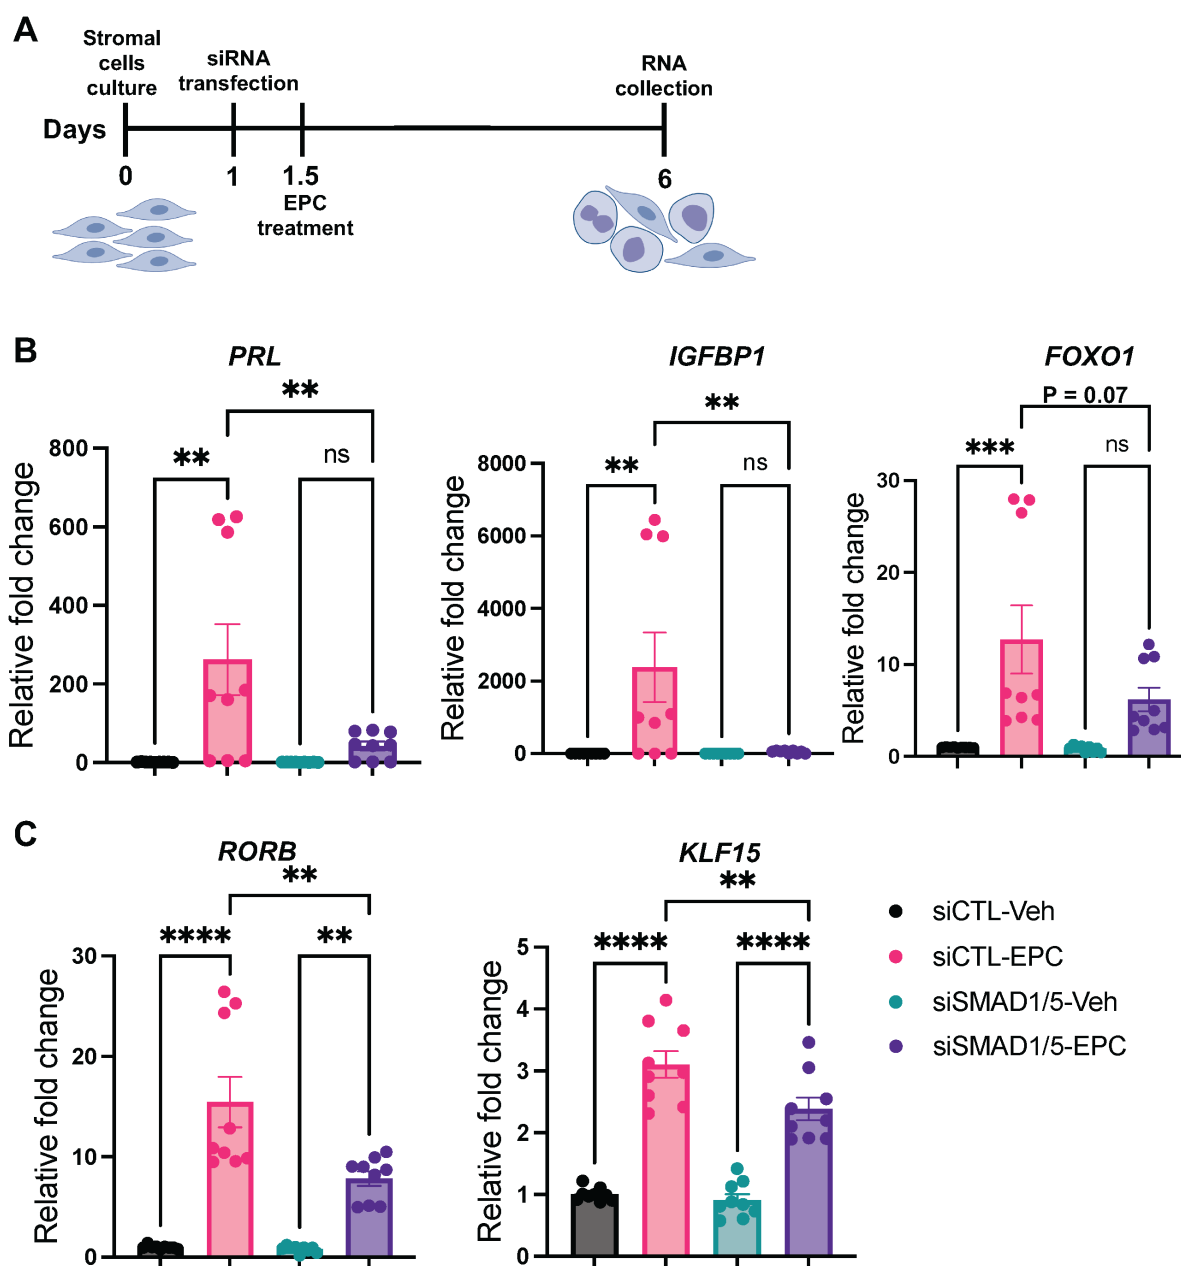 A
Stromal
cells
culture
siRNA
transfection
RNA
collection
Days
0
1
1.5
6
EPC
treatment
B
PRL
**
**
ns
Relative fold change
800
600
400
200
0
IGFBP1
**
**
ns
Relative fold change
8000
6000
4000
2000
0
FOXO1
P = 0.07
***
ns
Relative fold change
30
20
10
0
C
RORB
**
****
**
Relative fold change
30
20
10
0
KLF15
**
****
****
Relative fold change
5
4
3
2
1
0
siCTL-Veh
siCTL-EPC
siSMAD1/5-Veh
siSMAD1/5-EPC